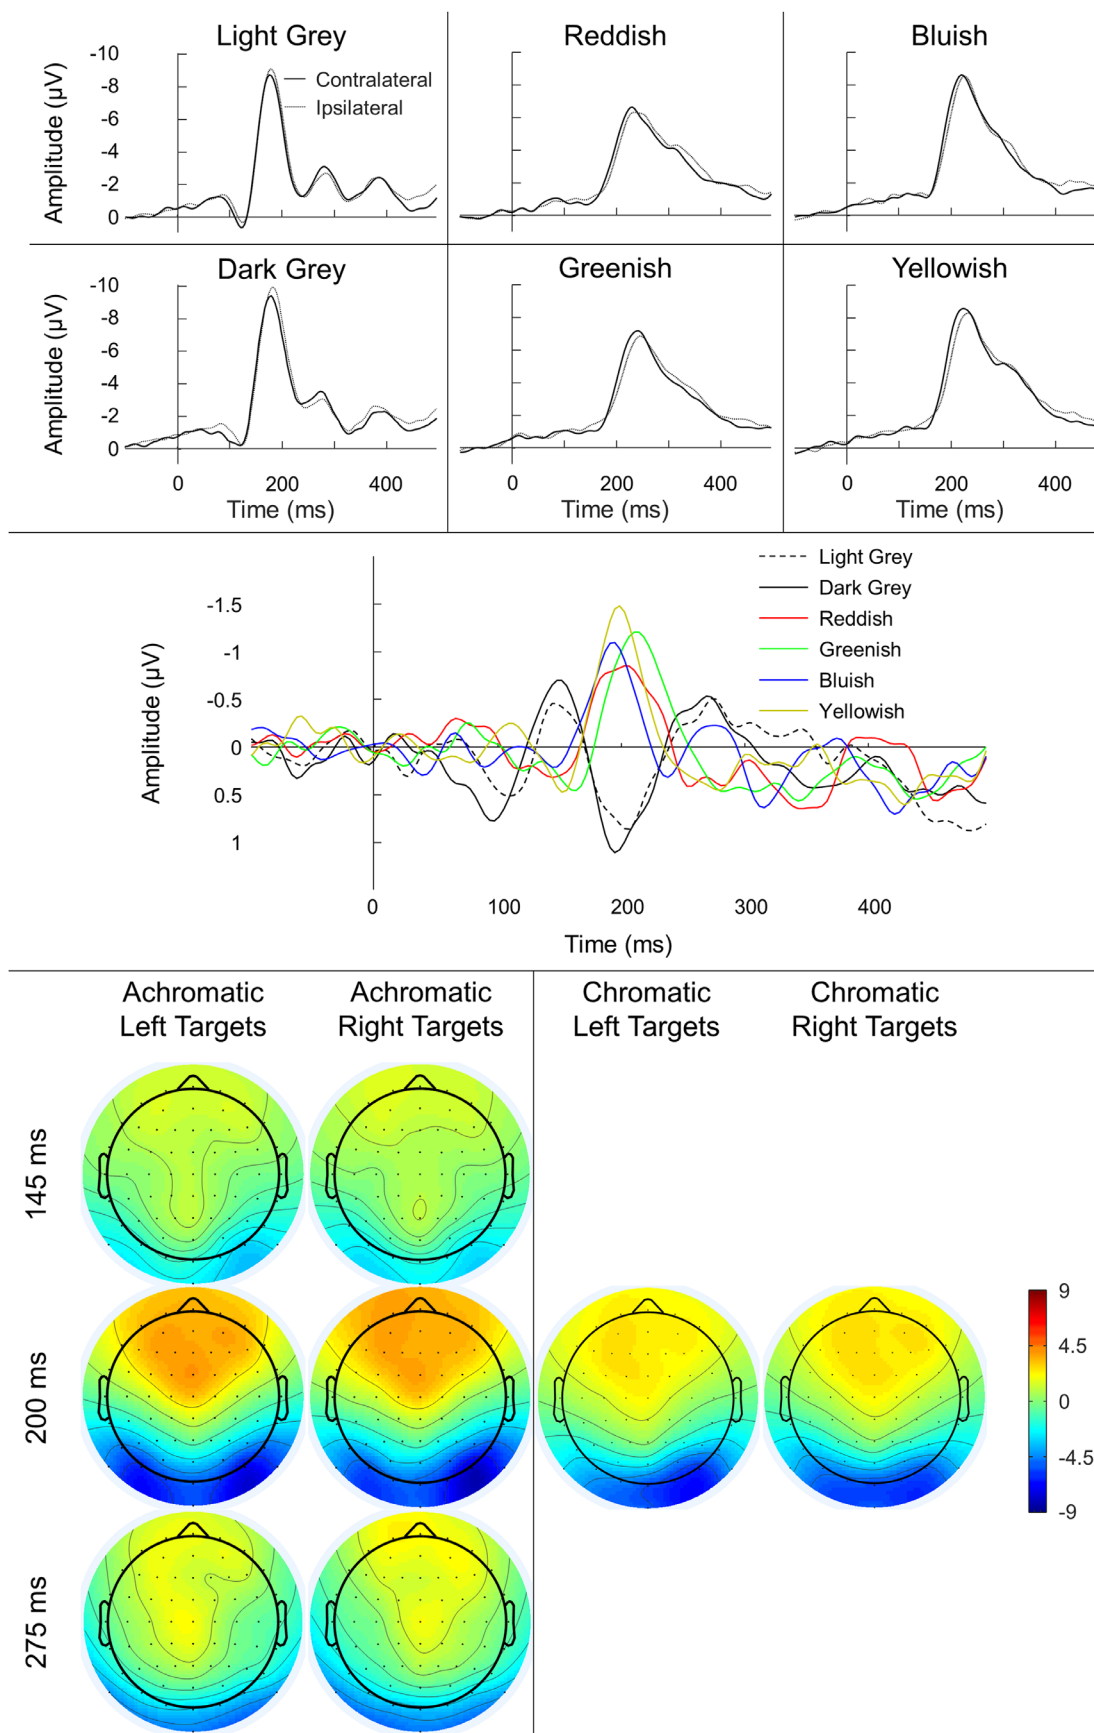 Light Grey
Reddish
Bluish
Amplitude (μV)
-10
-8
-6
-4
-2
0
Contralateral
Ipsilateral
Dark Grey
Greenish
Yellowish
Amplitude (μV)
-10
-8
-6
-4
-2
0
0 200 400
0 200 400
0 200 400
Time (ms)
Time (ms)
Time (ms)
Light Grey
Dark Grey
Reddish
Greenish
Bluish
Yellowish
Amplitude (μV)
-1.5
-1
-0.5
0
0.5
1
0 100 200 300 400
Time (ms)
Achromatic
Left Targets
Achromatic
Right Targets
Chromatic
Left Targets
Chromatic
Right Targets
145 ms
200 ms
275 ms
9
4.5
0
-4.5
-9